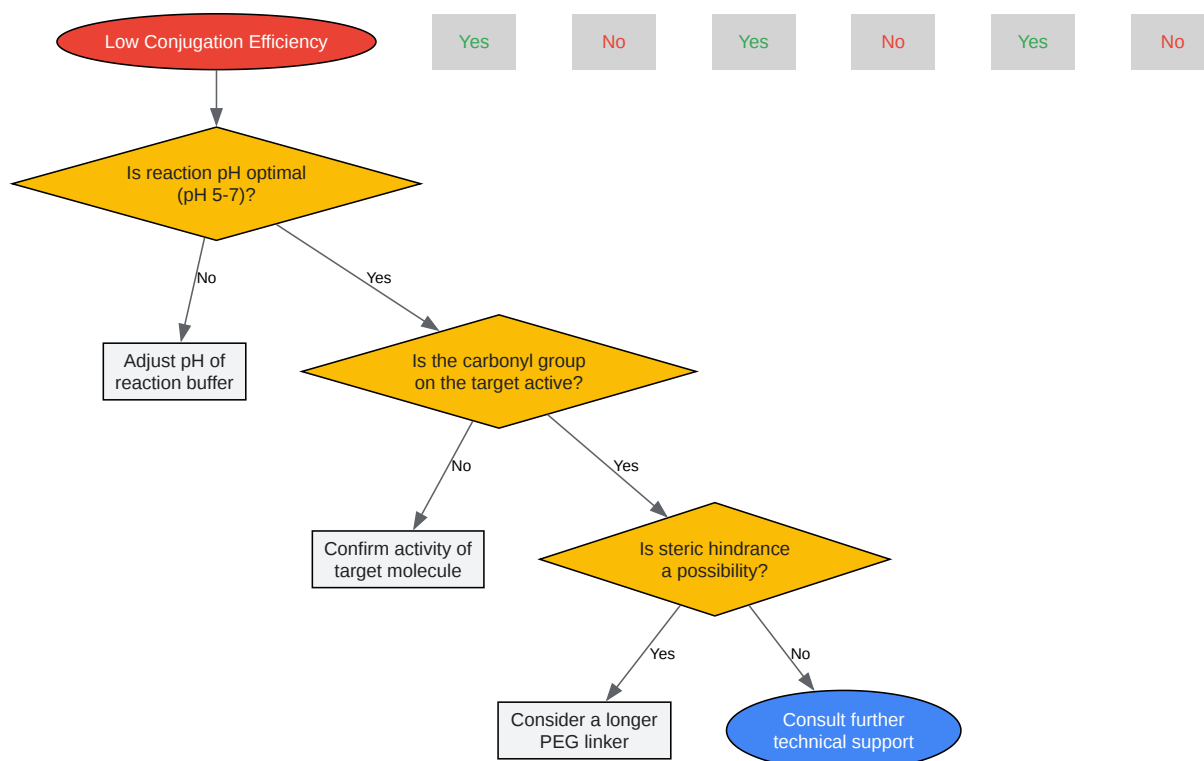 Low Conjugation Efficiency
Yes
No
Yes
No
Yes
No
Is reaction pH optimal
(pH 5-7)?
No
Yes
Adjust pH of
reaction buffer
Is the carbonyl group
on the target active?
No
Yes
Confirm activity of
target molecule
Is steric hindrance
a possibility?
Yes
No
Consider a longer
PEG linker
Consult further
technical support